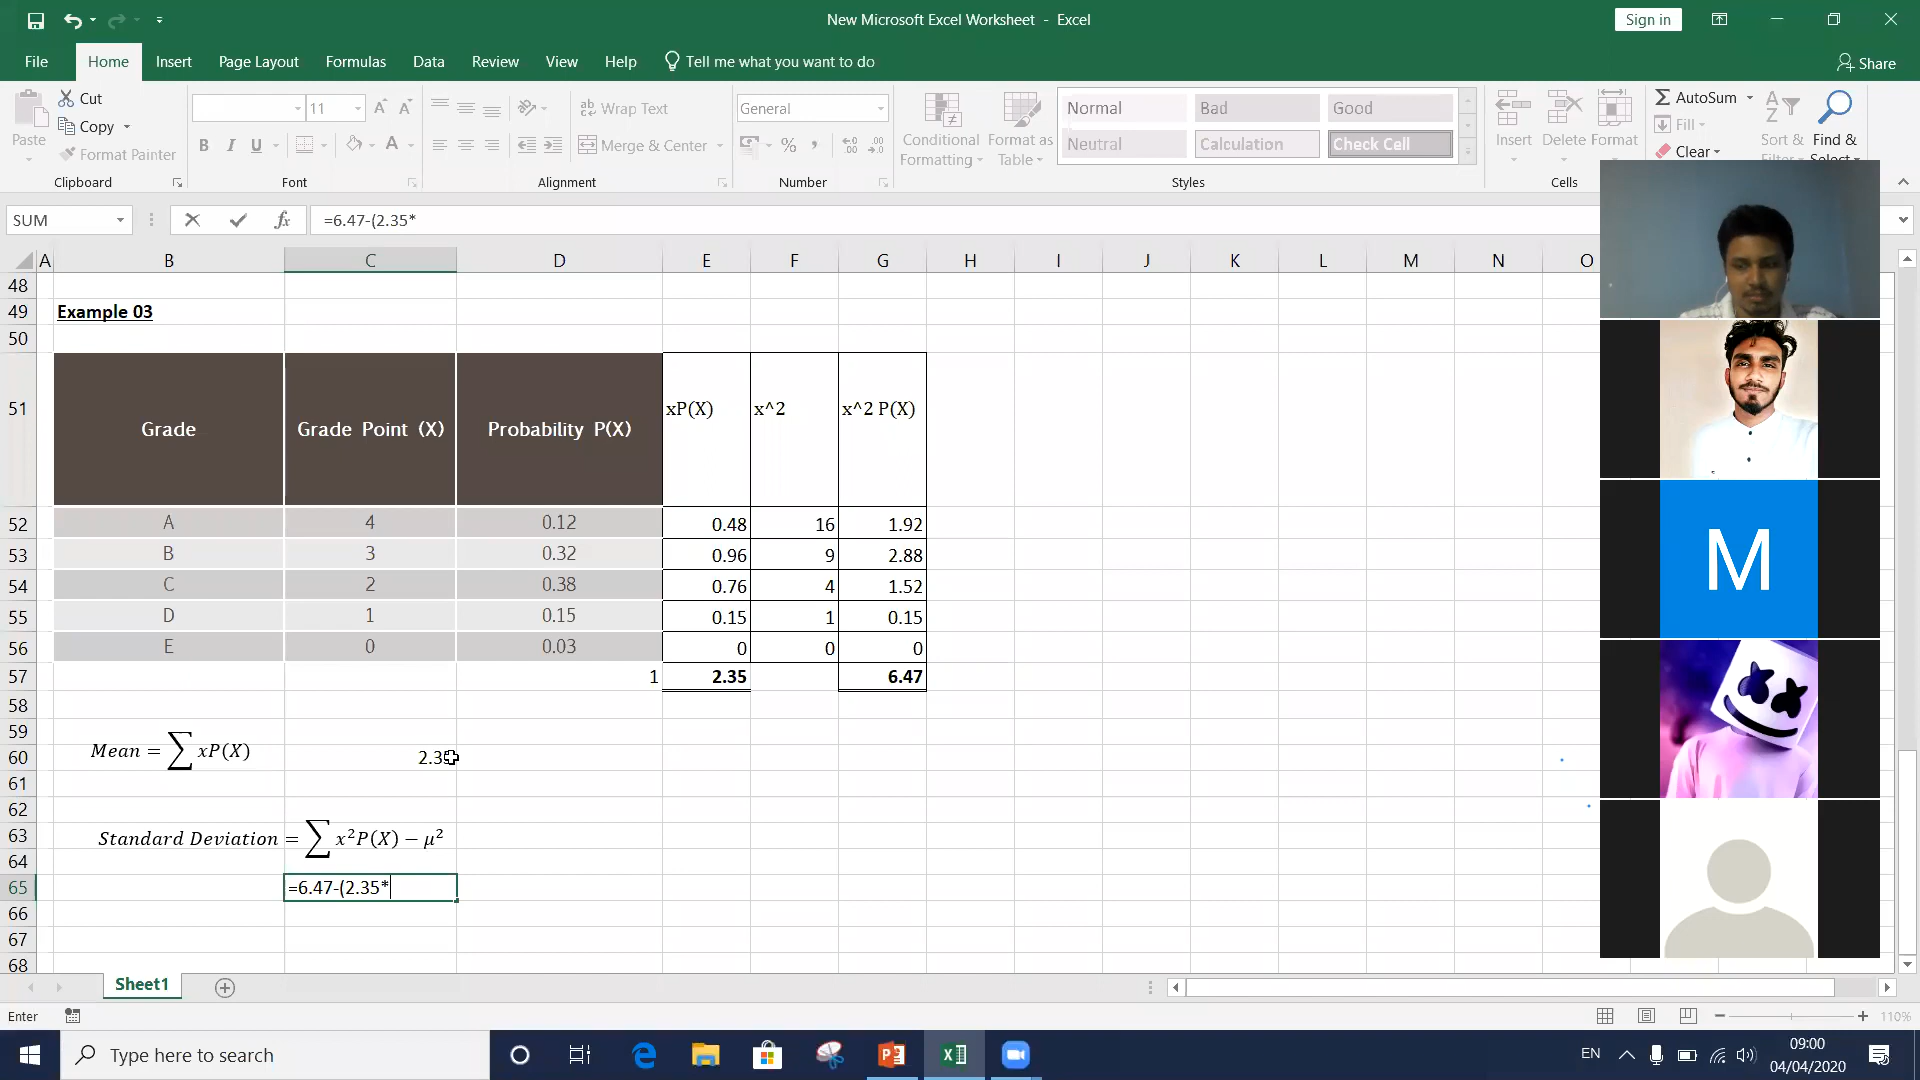 New Microsoft Excel Worksheet - Excel
Sign in
File Home Insert Page Layout Formulas Data Review View Help Tell me what you want to do Share
Paste
Cut
Copy
Format Painter
Clipboard
11
B I U
Font
Wrap Text
Merge & Center
Alignment
General
%
Number
Conditional Formatting
Format as Table
Normal Bad Good
Neutral Calculation Check Cell
Styles
Insert Delete Format
Cells
AutoSum
Fill
Clear
Sort &
Find &
SUM
=6.47-(2.35*
A B C D E F G H I J K L M N O
48
49 Example 03
50
51 Grade Grade Point (X) Probability P(X) xP(X) x^2 x^2 P(X)
52 A 4 0.12 0.48 16 1.92
53 B 3 0.32 0.96 9 2.88
54 C 2 0.38 0.76 4 1.52
55 D 1 0.15 0.15 1 0.15
56 E 0 0.03 0 0 0
57 1 2.35 6.47
58
59
60 Mean = ∑ xP(X) 2.35
61
62
63 Standard Deviation = ∑ x²P(X) − μ²
64
65 =6.47-(2.35*
66
67
68
M
Sheet1
Enter
110%
Type here to search
EN
09:00
04/04/2020